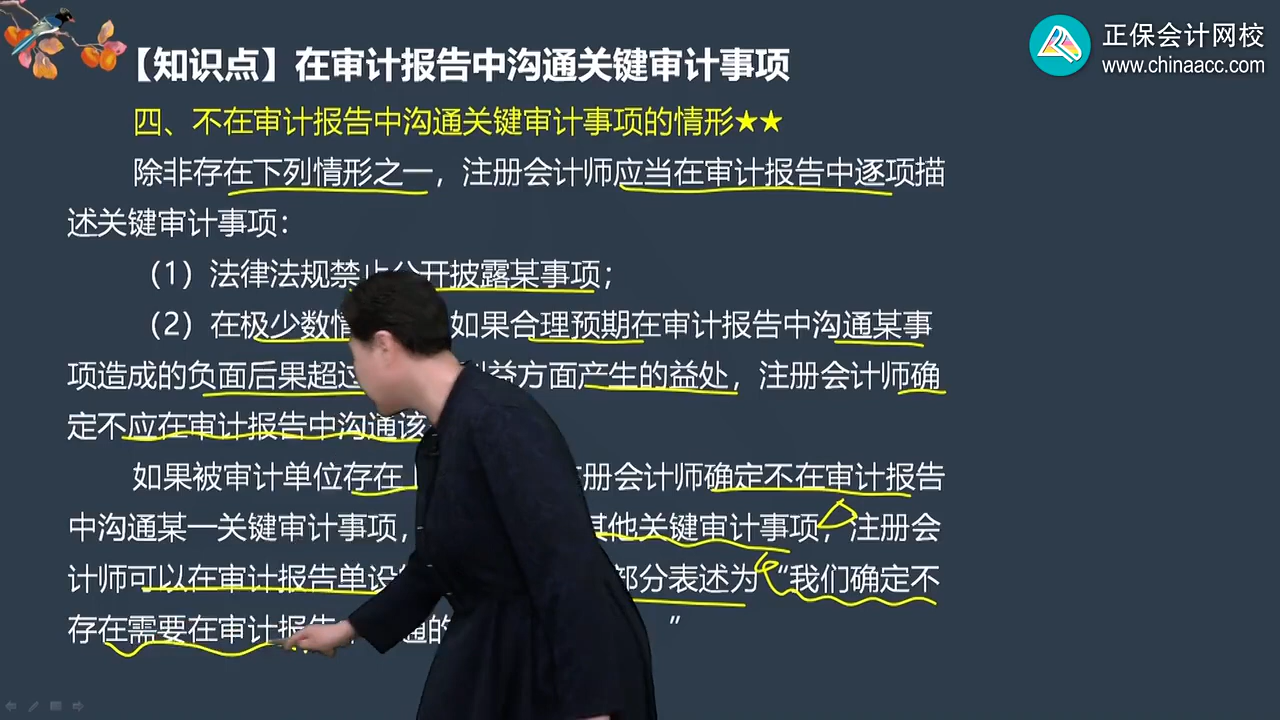 正保会计网校
www.chinaacc.com
【知识点】在审计报告中沟通关键审计事项
四、不在审计报告中沟通关键审计事项的情形★★
除非存在下列情形之一，注册会计师应当在审计报告中逐项描
述关键审计事项：
（1）法律法规禁止公开披露某事项；
（2）在极少数情 如果合理预期在审计报告中沟通某事
项造成的负面后果超过 利益方面产生的益处，注册会计师确
定不应在审计报告中沟通该
如果被审计单位存在 册会计师确定不在审计报告
中沟通某一关键审计事项， 其他关键审计事项，注册会
计师可以在审计报告单设 部分表述为“我们确定不
存在需要在审计报 通的 ”